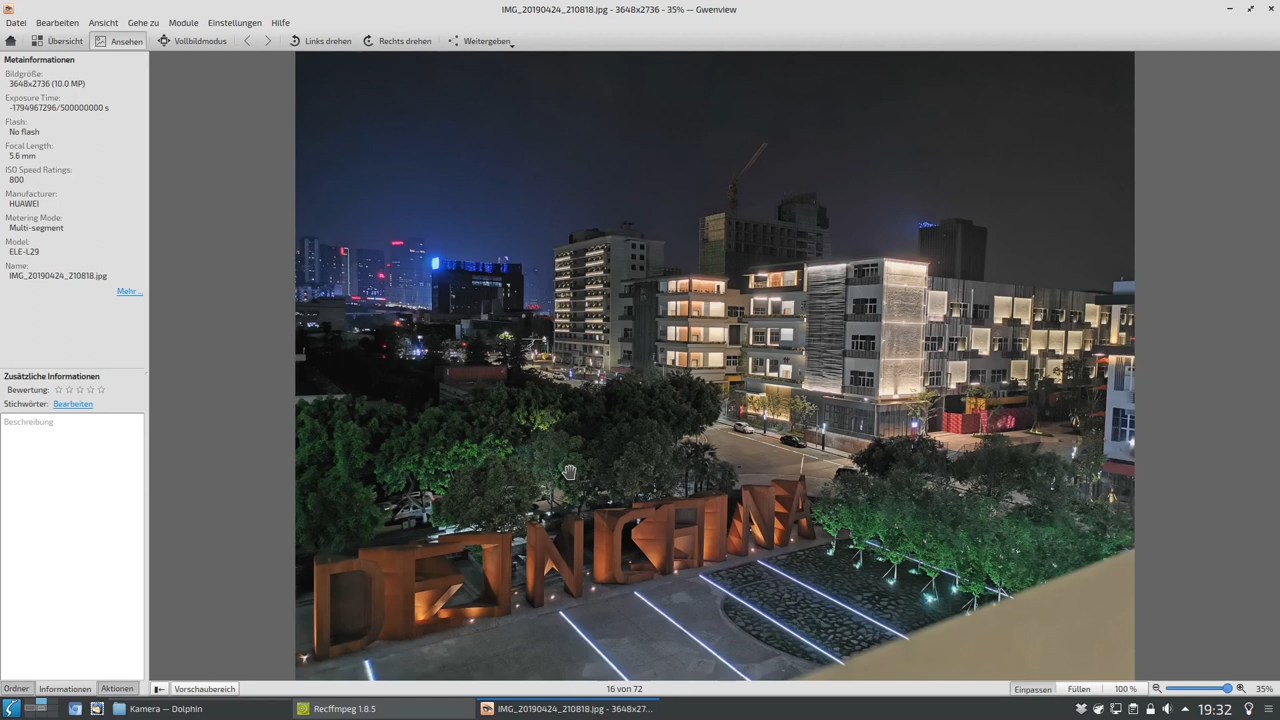 IMG_20190424_210818.jpg - 3648x2736 - 35% — Gwenview
Datei Bearbeiten Ansicht Gehe zu Module Einstellungen Hilfe
Übersicht Ansehen Vollbildmodus Links drehen Rechts drehen Weitergeben
Metainformationen
Bildgröße:
3648x2736 (10.0 MP)
Exposure Time:
-1794967296/500000000 s
Flash:
No flash
Focal Length:
5.6 mm
ISO Speed Ratings:
800
Manufacturer:
HUAWEI
Metering Mode:
Multi-segment
Model:
ELE-L29
Name:
IMG_20190424_210818.jpg
Mehr ...
Zusätzliche Informationen
Bewertung:
Stichwörter: Bearbeiten
Beschreibung
Ordner Informationen Aktionen
Vorschaubereich
16 von 72
Einpassen Füllen 100 % 35%
Kamera — Dolphin
Recffmpeg 1.8.5
IMG_20190424_210818.jpg - 3648x27...
19:32